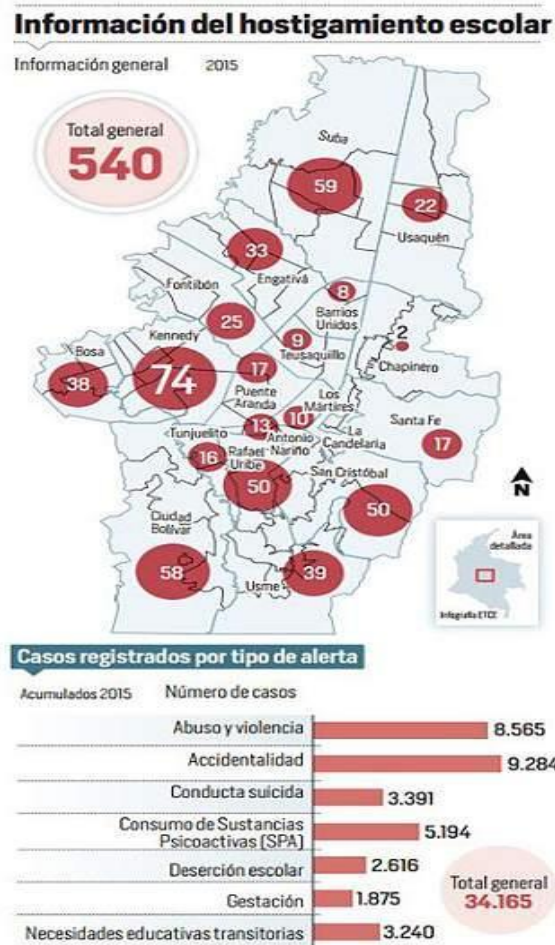 Información del hostigamiento escolar
Información general 2015
Total general
540
Suba
59
22
Usaquén
33
Engativá
Fontibón
8
Barrios
Unidos
25
9
Teusaquillo
2
Chapinero
Kennedy
74
Bosa
38
17
Puente
Aranda
Los
Mártires
10
13
Antonio
Nariño
La
Candelaria
Santa Fe
17
Tunjuelito
16
Rafael
Uribe
50
San Cristóbal
50
N
Ciudad
Bolívar
58
Usme
39
Área
detallada
Infografía ETCE
Casos registrados por tipo de alerta
Acumulados 2015 Número de casos
Abuso y violencia 8.565
Accidentalidad 9.284
Conducta suicida 3.391
Consumo de Sustancias
Psicoactivas (SPA) 5.194
Deserción escolar 2.616
Gestación 1.875
Necesidades educativas transitorias 3.240
Total general
34.165